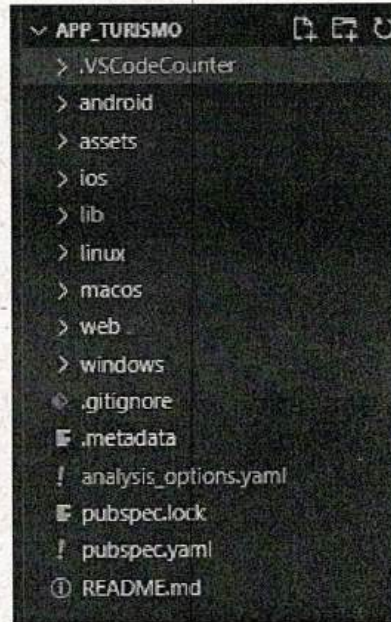 APP_TURISMO
.VSCodeCounter
android
assets
ios
lib
linux
macos
web
windows
.gitignore
.metadata
analysis_options.yaml
pubspec.lock
pubspec.yaml
README.md